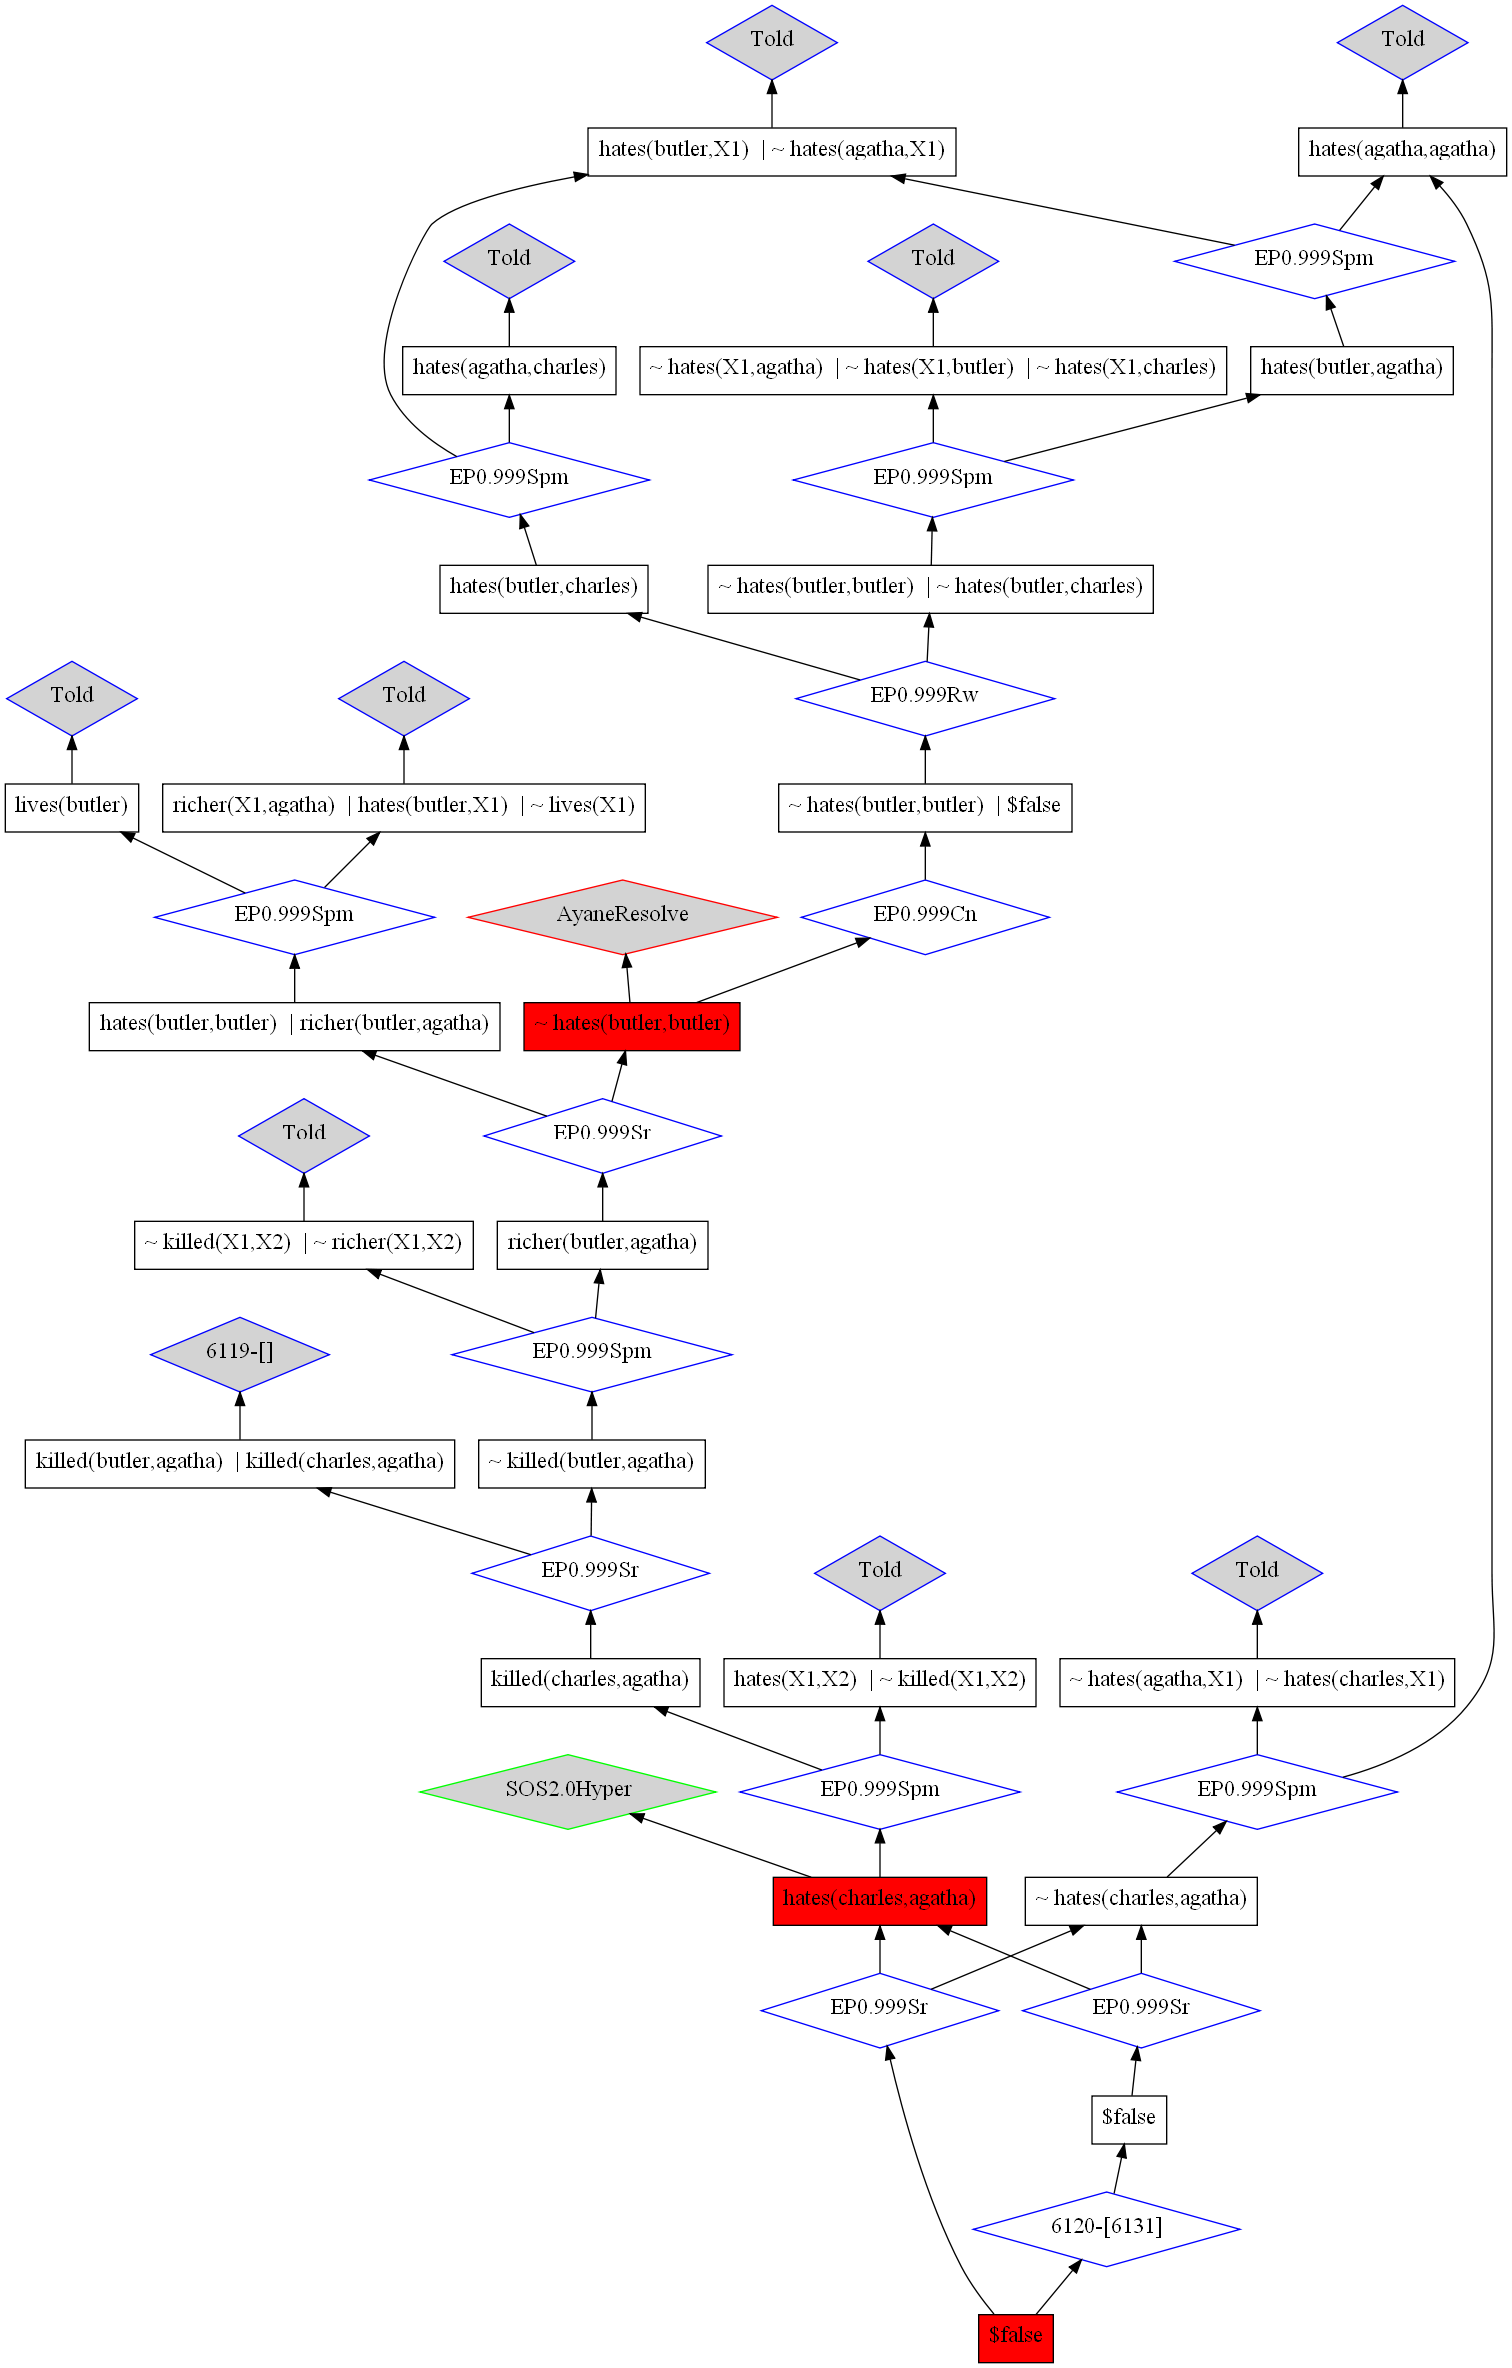 Told
Told
hates(butler,X1) | ~ hates(agatha,X1)
hates(agatha,agatha)
Told
Told
EP0.999Spm
hates(agatha,charles)
~ hates(X1,agatha) | ~ hates(X1,butler) | ~ hates(X1,charles)
hates(butler,agatha)
EP0.999Spm
EP0.999Spm
hates(butler,charles)
~ hates(butler,butler) | ~ hates(butler,charles)
Told
Told
EP0.999Rw
lives(butler)
richer(X1,agatha) | hates(butler,X1) | ~ lives(X1)
~ hates(butler,butler) | $false
EP0.999Spm
AyaneResolve
EP0.999Cn
hates(butler,butler) | richer(butler,agatha)
~ hates(butler,butler)
Told
EP0.999Sr
~ killed(X1,X2) | ~ richer(X1,X2)
richer(butler,agatha)
6119-[]
EP0.999Spm
killed(butler,agatha) | killed(charles,agatha)
~ killed(butler,agatha)
EP0.999Sr
Told
Told
killed(charles,agatha)
hates(X1,X2) | ~ killed(X1,X2)
~ hates(agatha,X1) | ~ hates(charles,X1)
SOS2.0Hyper
EP0.999Spm
EP0.999Spm
hates(charles,agatha)
~ hates(charles,agatha)
EP0.999Sr
EP0.999Sr
$false
6120-[6131]
$false